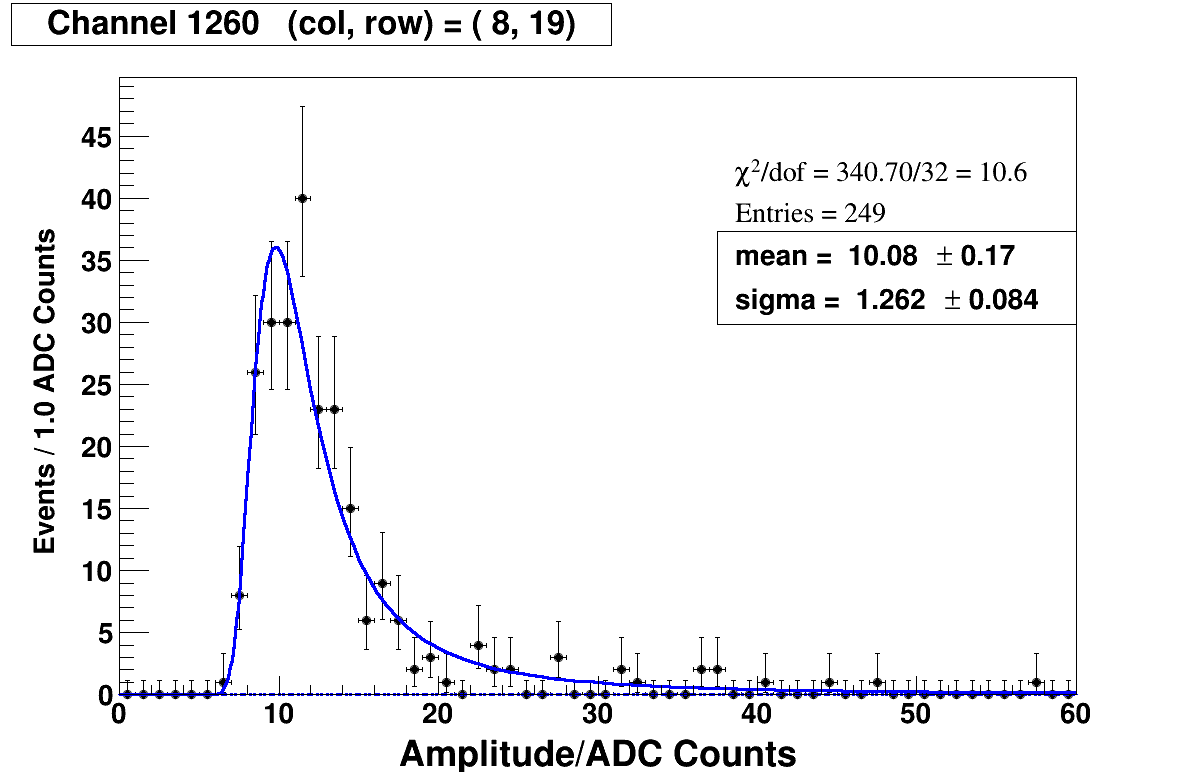 Channel 1260 (col, row) = ( 8, 19)
χ²/dof = 340.70/32 = 10.6
Entries = 249
mean = 10.08 ± 0.17
sigma = 1.262 ± 0.084
Events / 1.0 ADC Counts
45
40
35
30
25
20
15
10
5
0
0 10 20 30 40 50 60
Amplitude/ADC Counts